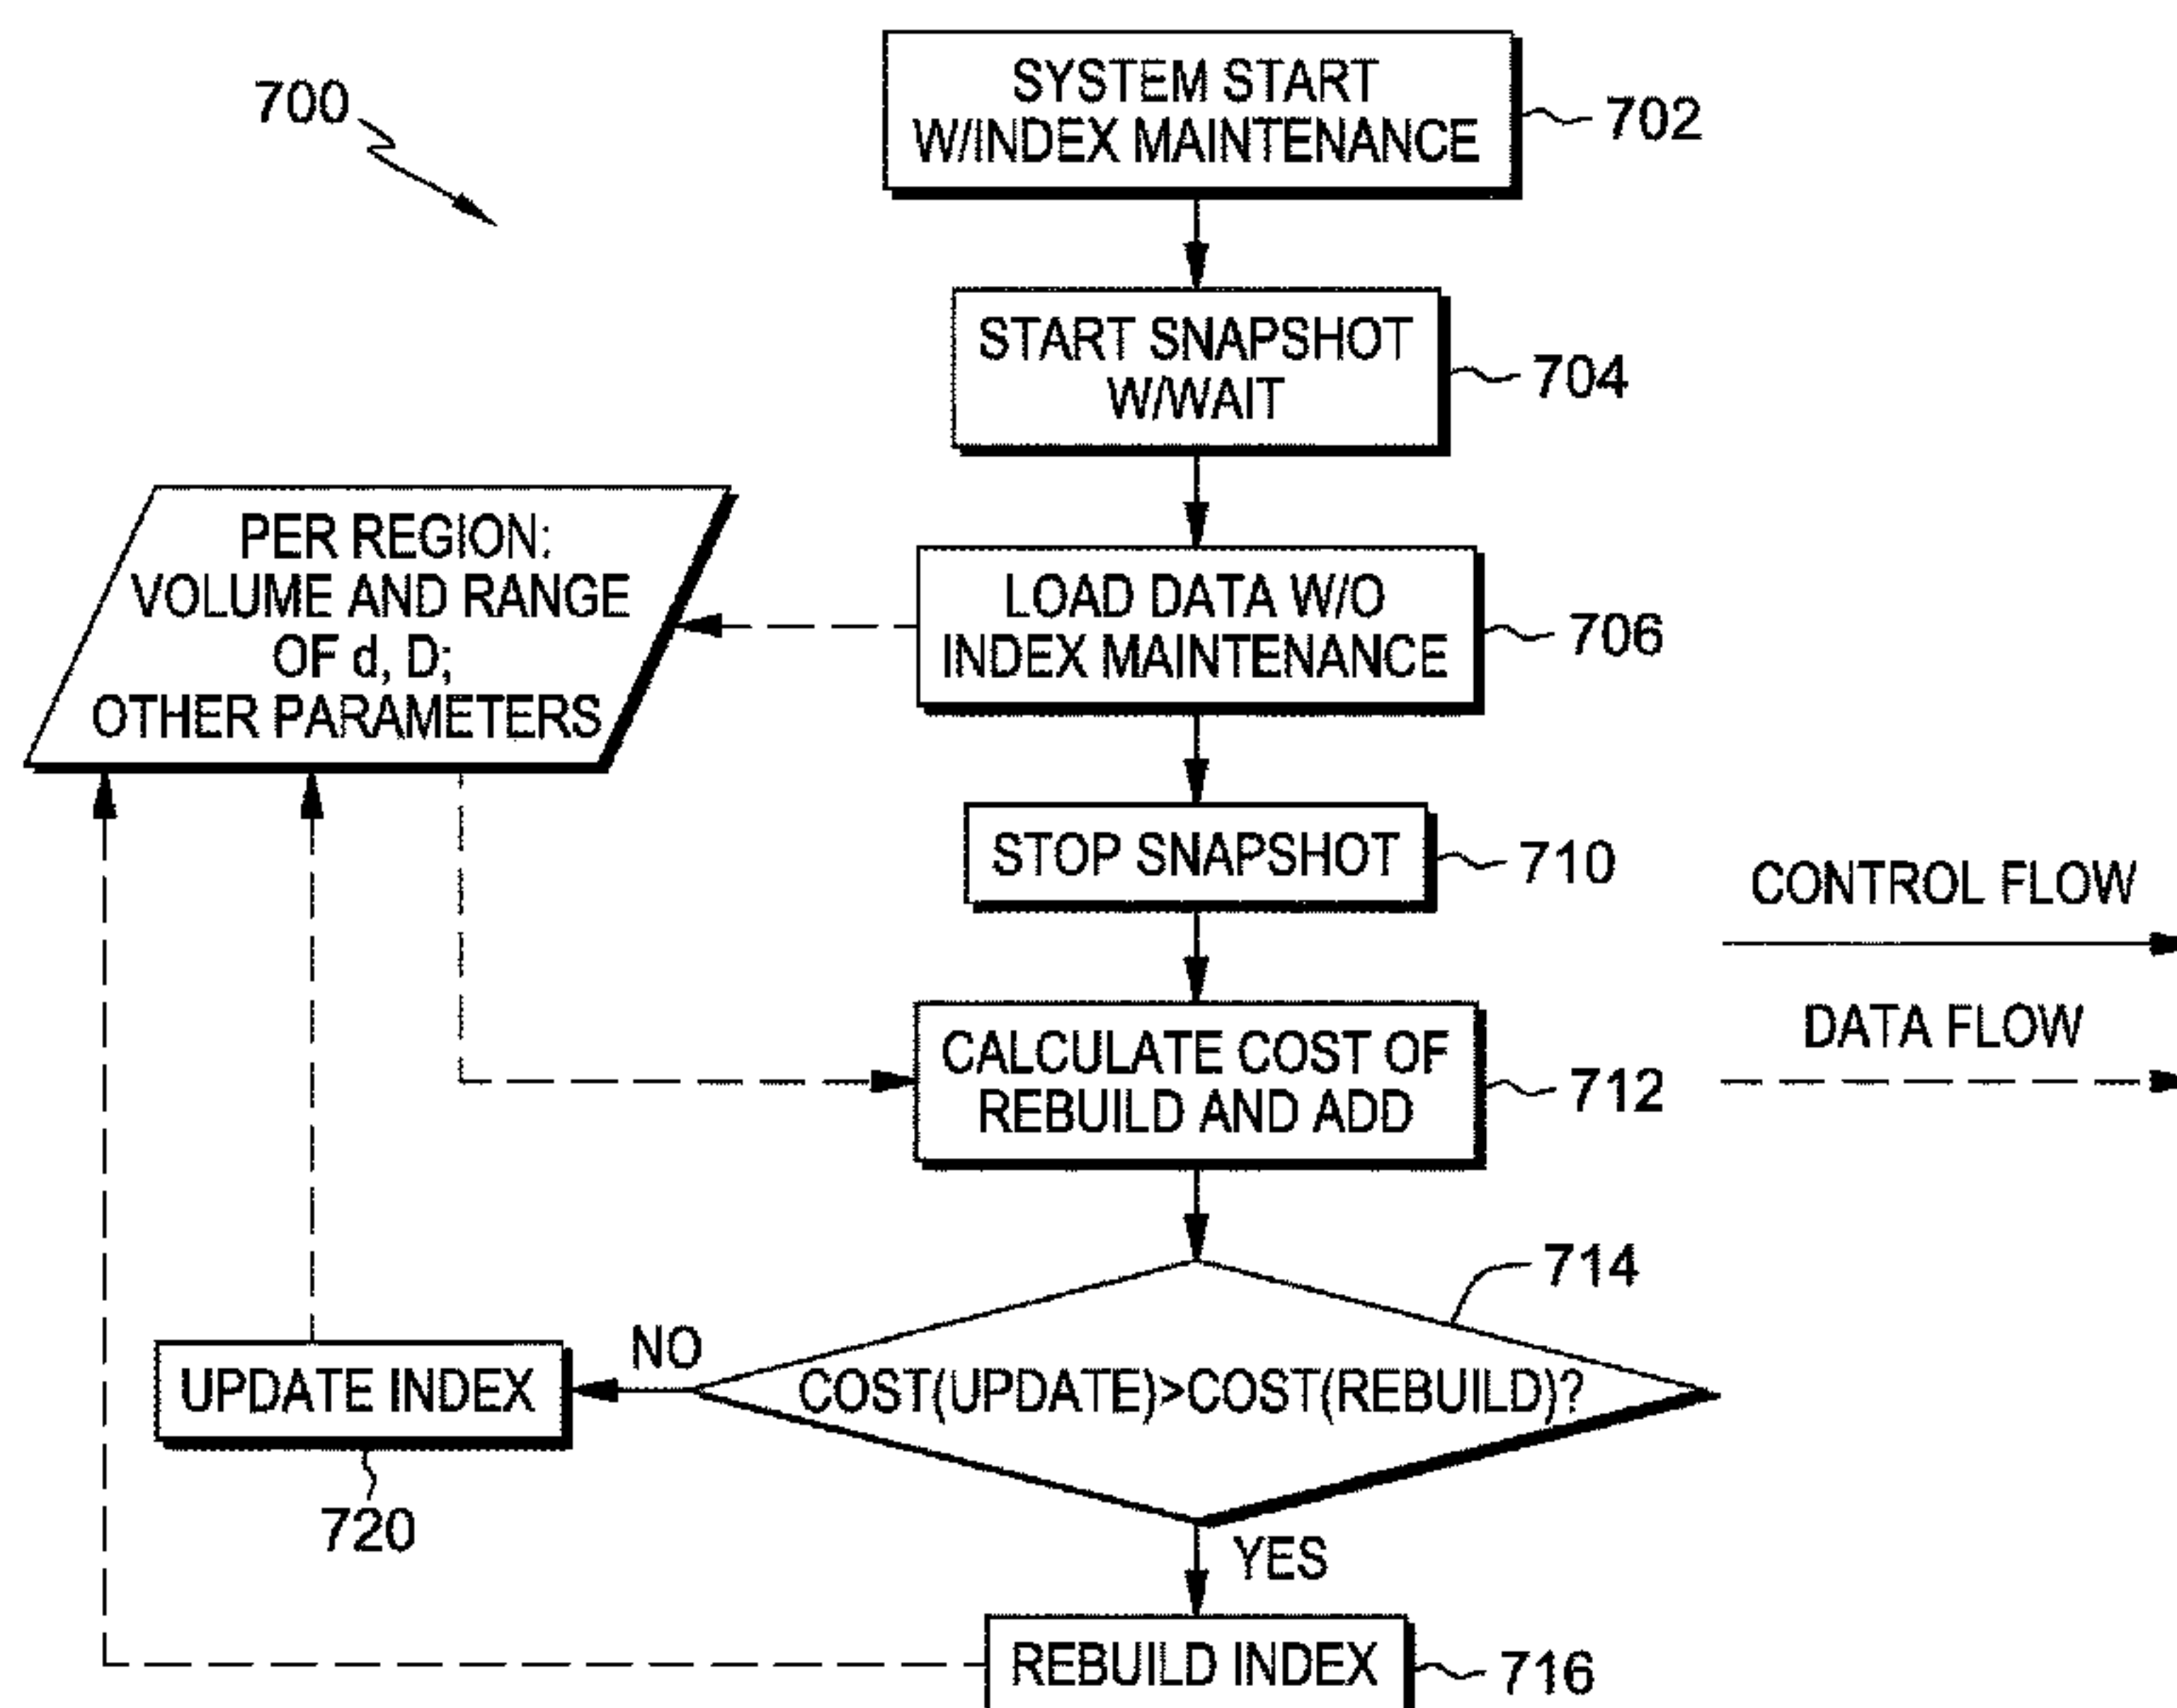 700
SYSTEM START
W/INDEX MAINTENANCE
702
START SNAPSHOT
W/WAIT
704
PER REGION:
VOLUME AND RANGE
OF d, D;
OTHER PARAMETERS
LOAD DATA W/O
INDEX MAINTENANCE
706
STOP SNAPSHOT
710
CONTROL FLOW
DATA FLOW
CALCULATE COST OF
REBUILD AND ADD
712
714
COST(UPDATE)>COST(REBUILD)?
NO
UPDATE INDEX
720
YES
REBUILD INDEX
716